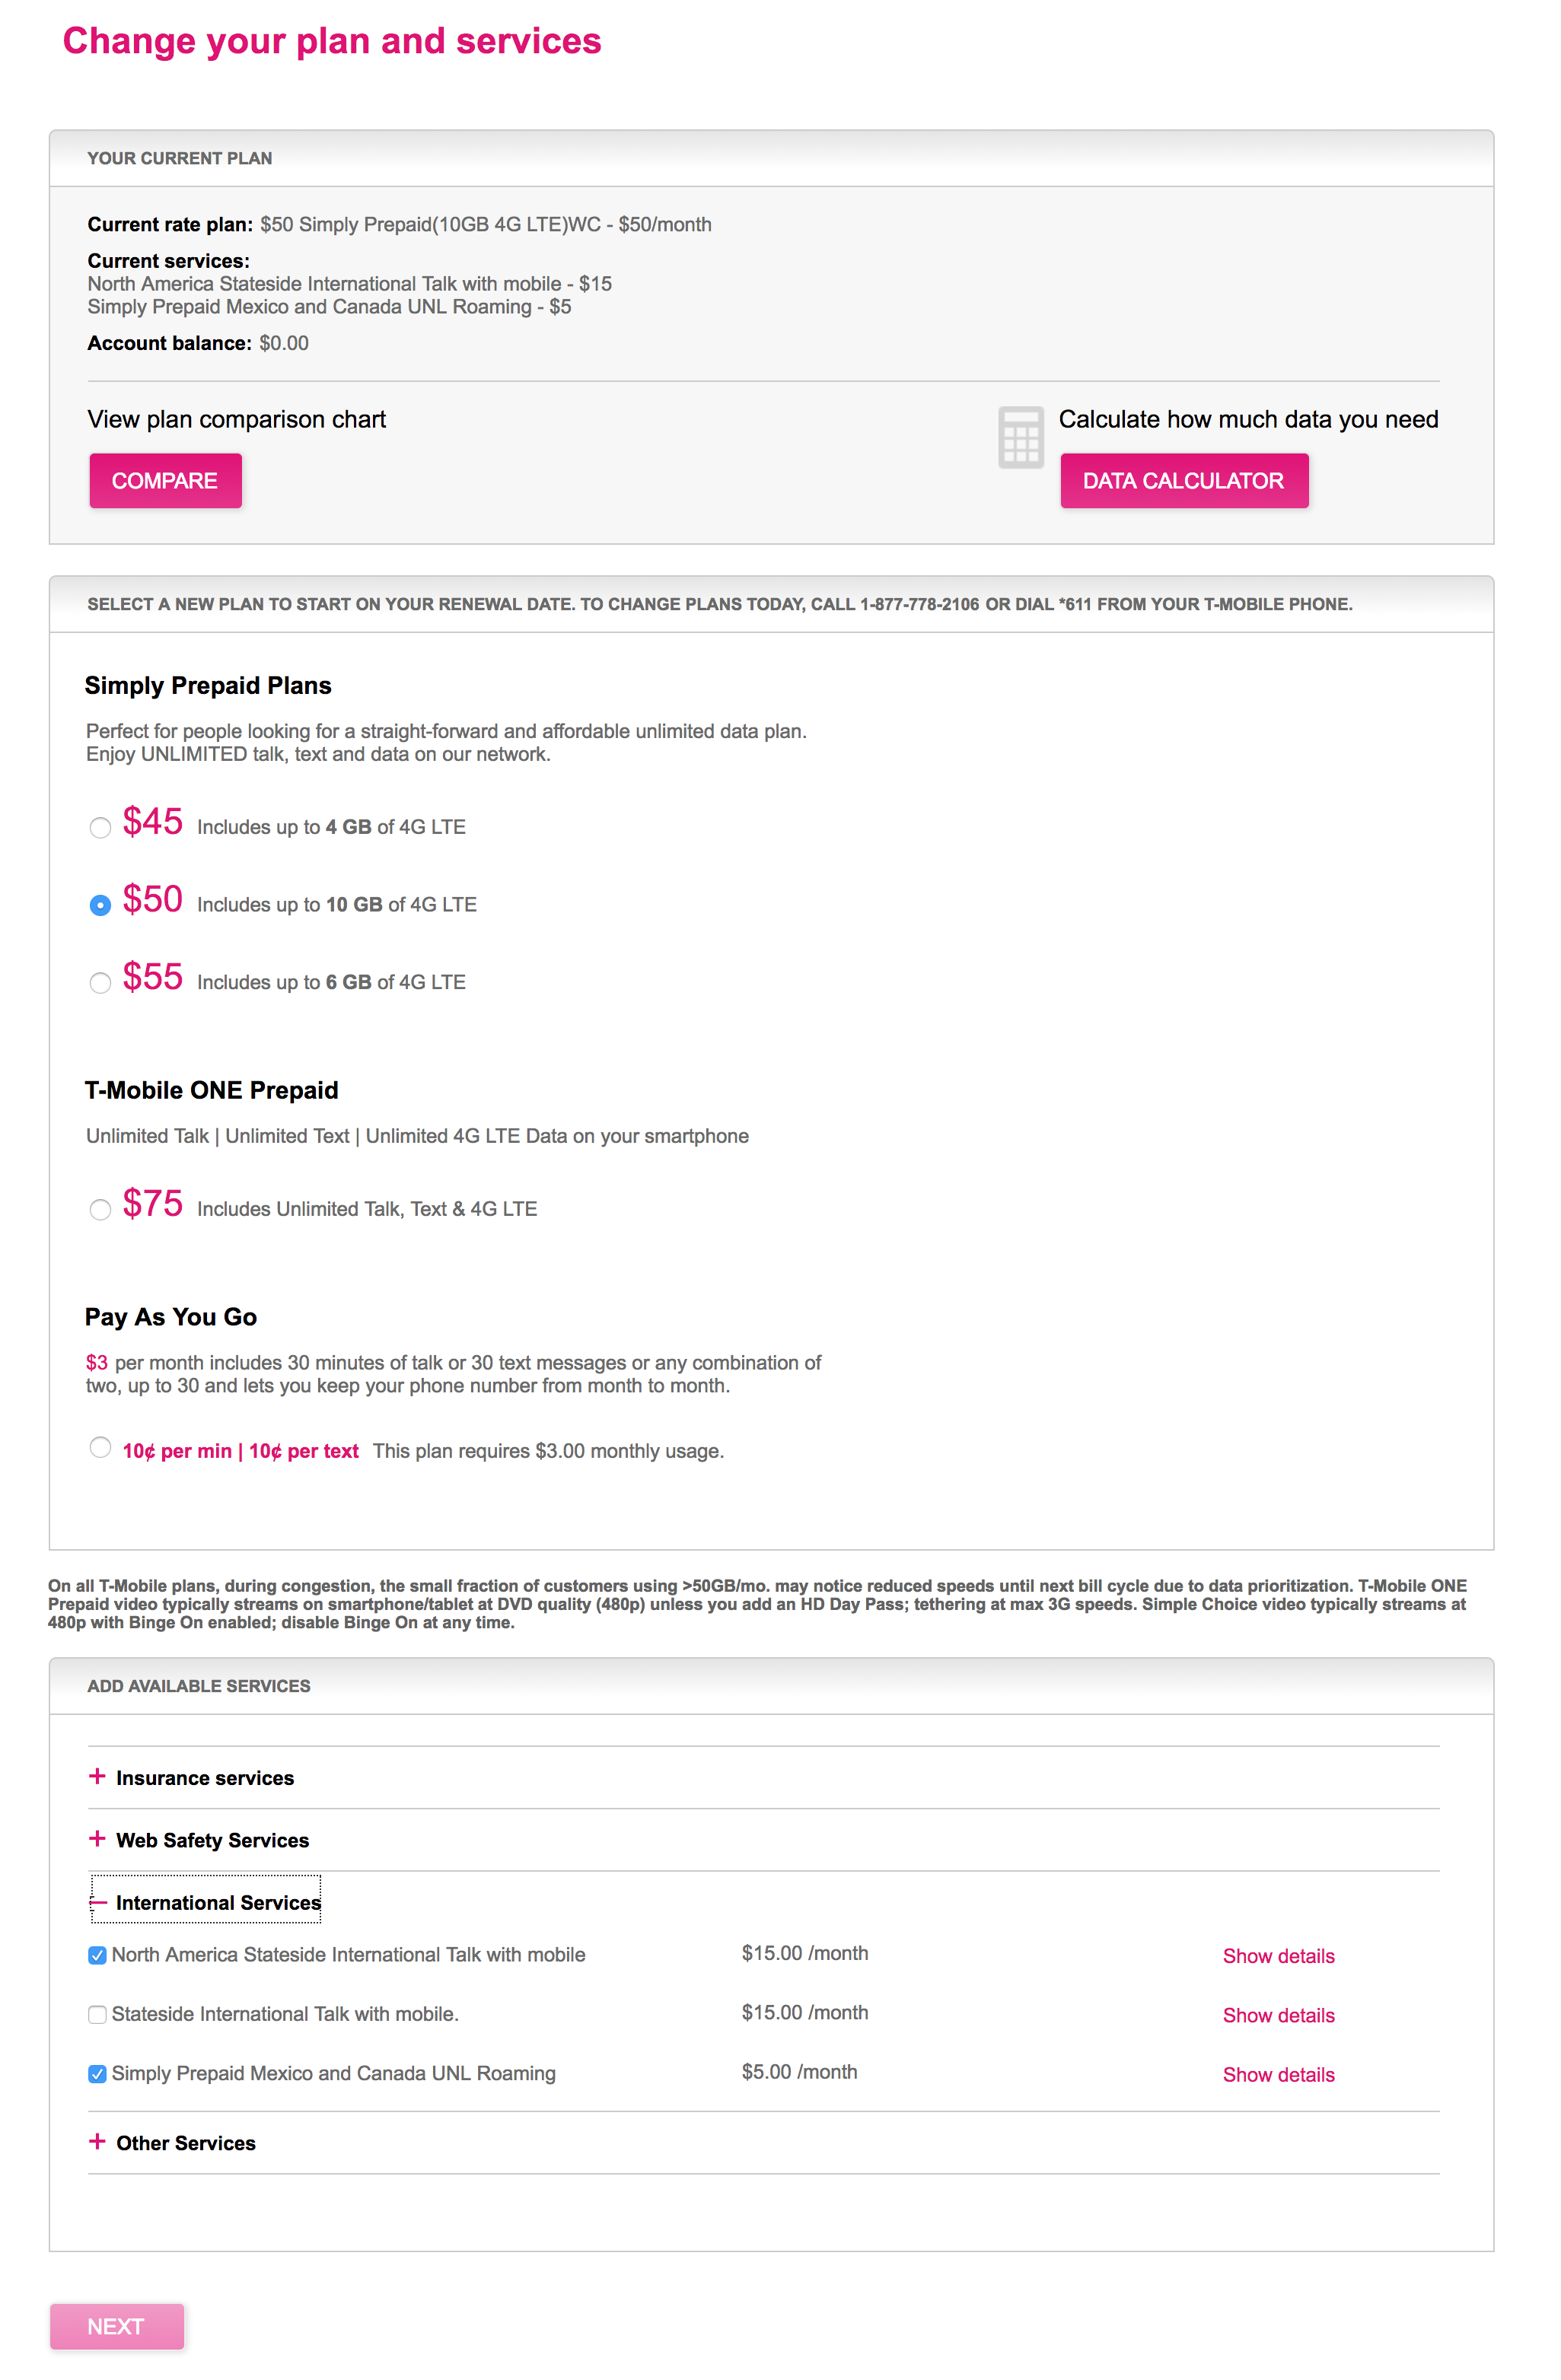 Change your plan and services
YOUR CURRENT PLAN
Current rate plan: $50 Simply Prepaid(10GB 4G LTE)WC - $50/month
Current services:
North America Stateside International Talk with mobile - $15
Simply Prepaid Mexico and Canada UNL Roaming - $5
Account balance: $0.00
View plan comparison chart
COMPARE
Calculate how much data you need
DATA CALCULATOR
SELECT A NEW PLAN TO START ON YOUR RENEWAL DATE. TO CHANGE PLANS TODAY, CALL 1-877-778-2106 OR DIAL *611 FROM YOUR T-MOBILE PHONE.
Simply Prepaid Plans
Perfect for people looking for a straight-forward and affordable unlimited data plan.
Enjoy UNLIMITED talk, text and data on our network.
$45 Includes up to 4 GB of 4G LTE
$50 Includes up to 10 GB of 4G LTE
$55 Includes up to 6 GB of 4G LTE
T-Mobile ONE Prepaid
Unlimited Talk | Unlimited Text | Unlimited 4G LTE Data on your smartphone
$75 Includes Unlimited Talk, Text & 4G LTE
Pay As You Go
$3 per month includes 30 minutes of talk or 30 text messages or any combination of
two, up to 30 and lets you keep your phone number from month to month.
10¢ per min | 10¢ per text This plan requires $3.00 monthly usage.
On all T-Mobile plans, during congestion, the small fraction of customers using >50GB/mo. may notice reduced speeds until next bill cycle due to data prioritization. T-Mobile ONE
Prepaid video typically streams on smartphone/tablet at DVD quality (480p) unless you add an HD Day Pass; tethering at max 3G speeds. Simple Choice video typically streams at
480p with Binge On enabled; disable Binge On at any time.
ADD AVAILABLE SERVICES
+ Insurance services
+ Web Safety Services
— International Services
North America Stateside International Talk with mobile $15.00 /month Show details
Stateside International Talk with mobile. $15.00 /month Show details
Simply Prepaid Mexico and Canada UNL Roaming $5.00 /month Show details
+ Other Services
NEXT